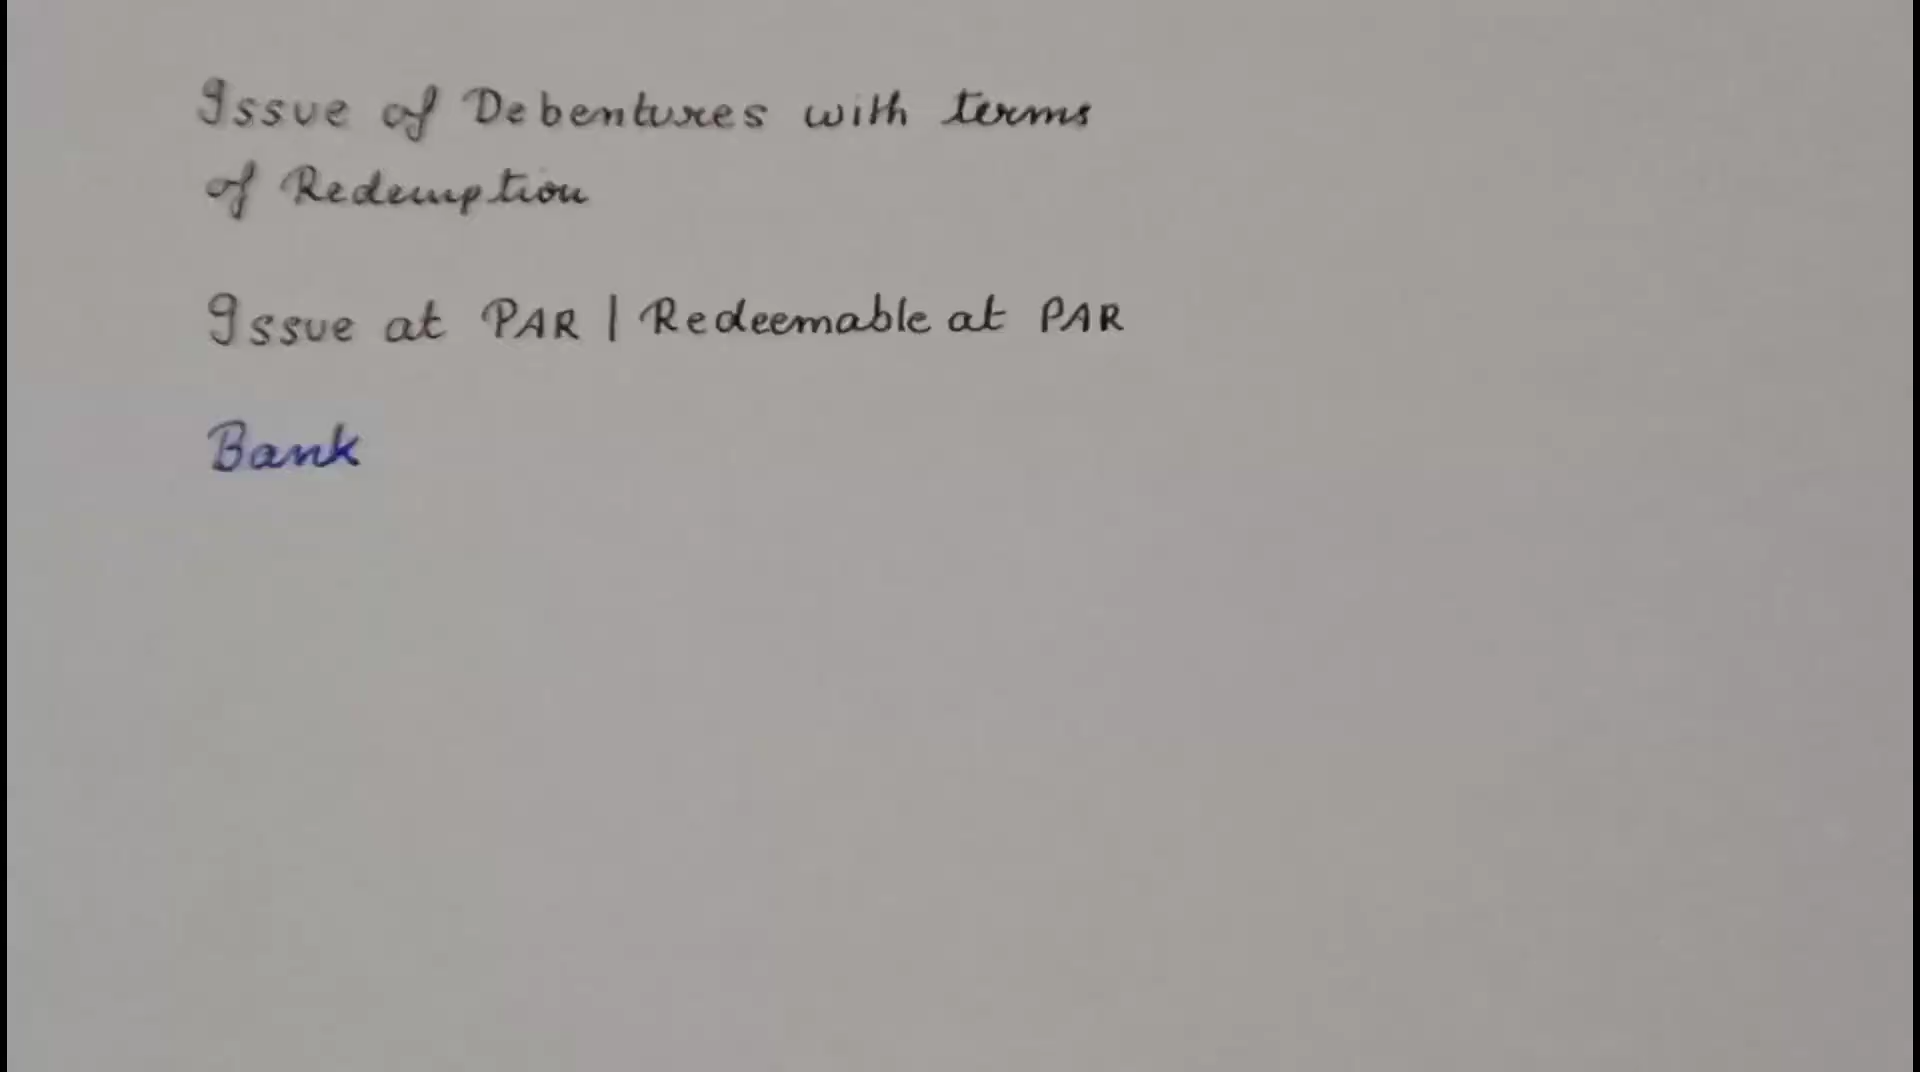 Issue of Debentures with terms
of Redemption
Issue at PAR | Redeemable at PAR
Bank